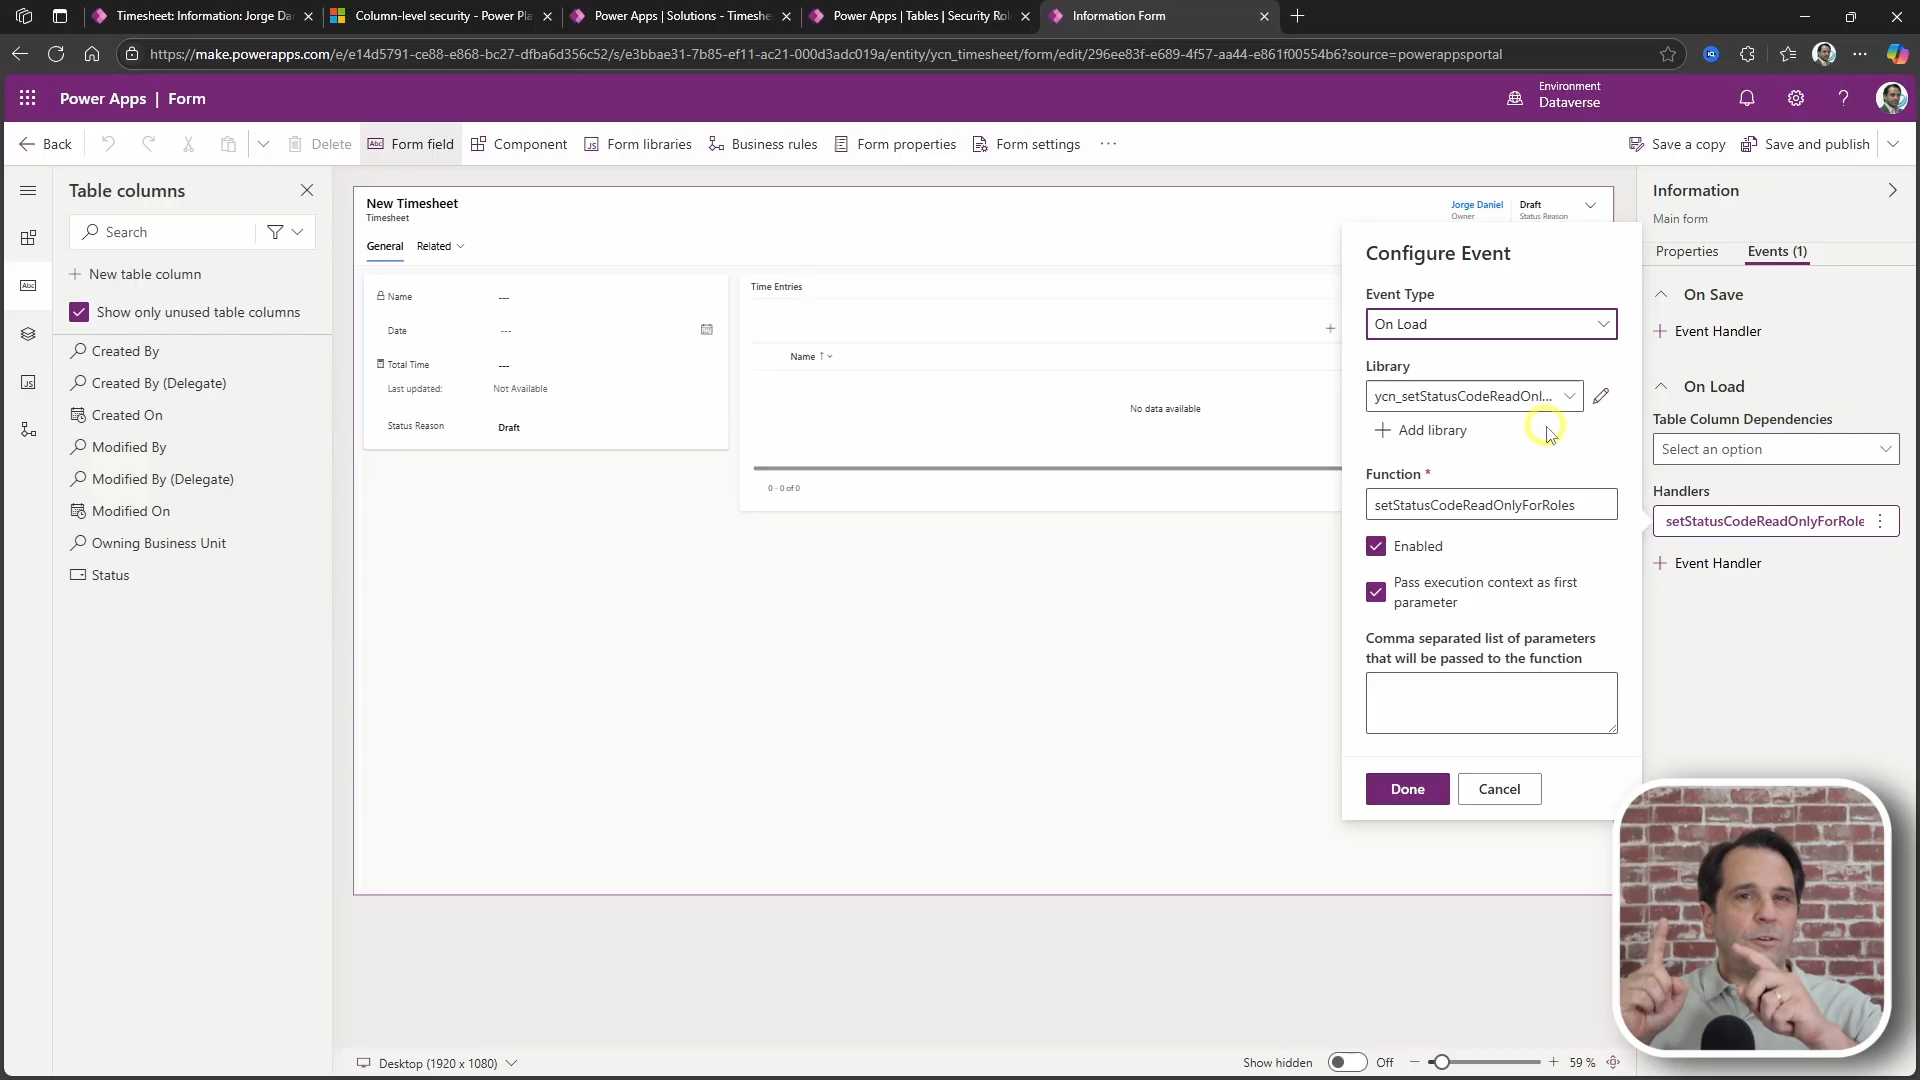 Timesheet: Information: Jorge Da
Column-level security - Power Pla
Power Apps | Solutions - Timeshe
Power Apps | Tables | Security Rol
Information Form
https://make.powerapps.com/e/e14d5791-ce88-e868-bc27-dfba6d356c52/s/e3bbae31-7b85-ef11-ac21-000d3adc019a/entity/ycn_timesheet/form/edit/296ee83f-e689-4f57-aa44-e861f00554b6?source=powerappsportal
Power Apps | Form
Environment
Dataverse
Back
Delete
Form field
Component
Form libraries
Business rules
Form properties
Form settings
Save a copy
Save and publish
Table columns
Search
New table column
Show only unused table columns
Created By
Created By (Delegate)
Created On
Modified By
Modified By (Delegate)
Modified On
Owning Business Unit
Status
New Timesheet
Timesheet
Jorge Daniel
Owner
Draft
Status Reason
General
Related
Name ---
Date ---
Total Time ---
Last updated: Not Available
Status Reason Draft
Time Entries
Name ↑
No data available
0 - 0 of 0
Configure Event
Event Type
On Load
Library
ycn_setStatusCodeReadOnl...
Add library
Function *
setStatusCodeReadOnlyForRoles
Enabled
Pass execution context as first
parameter
Comma separated list of parameters
that will be passed to the function
Done
Cancel
Information
Main form
Properties
Events (1)
On Save
Event Handler
On Load
Table Column Dependencies
Select an option
Handlers
setStatusCodeReadOnlyForRole
Event Handler
Desktop (1920 x 1080)
Show hidden
Off
59 %